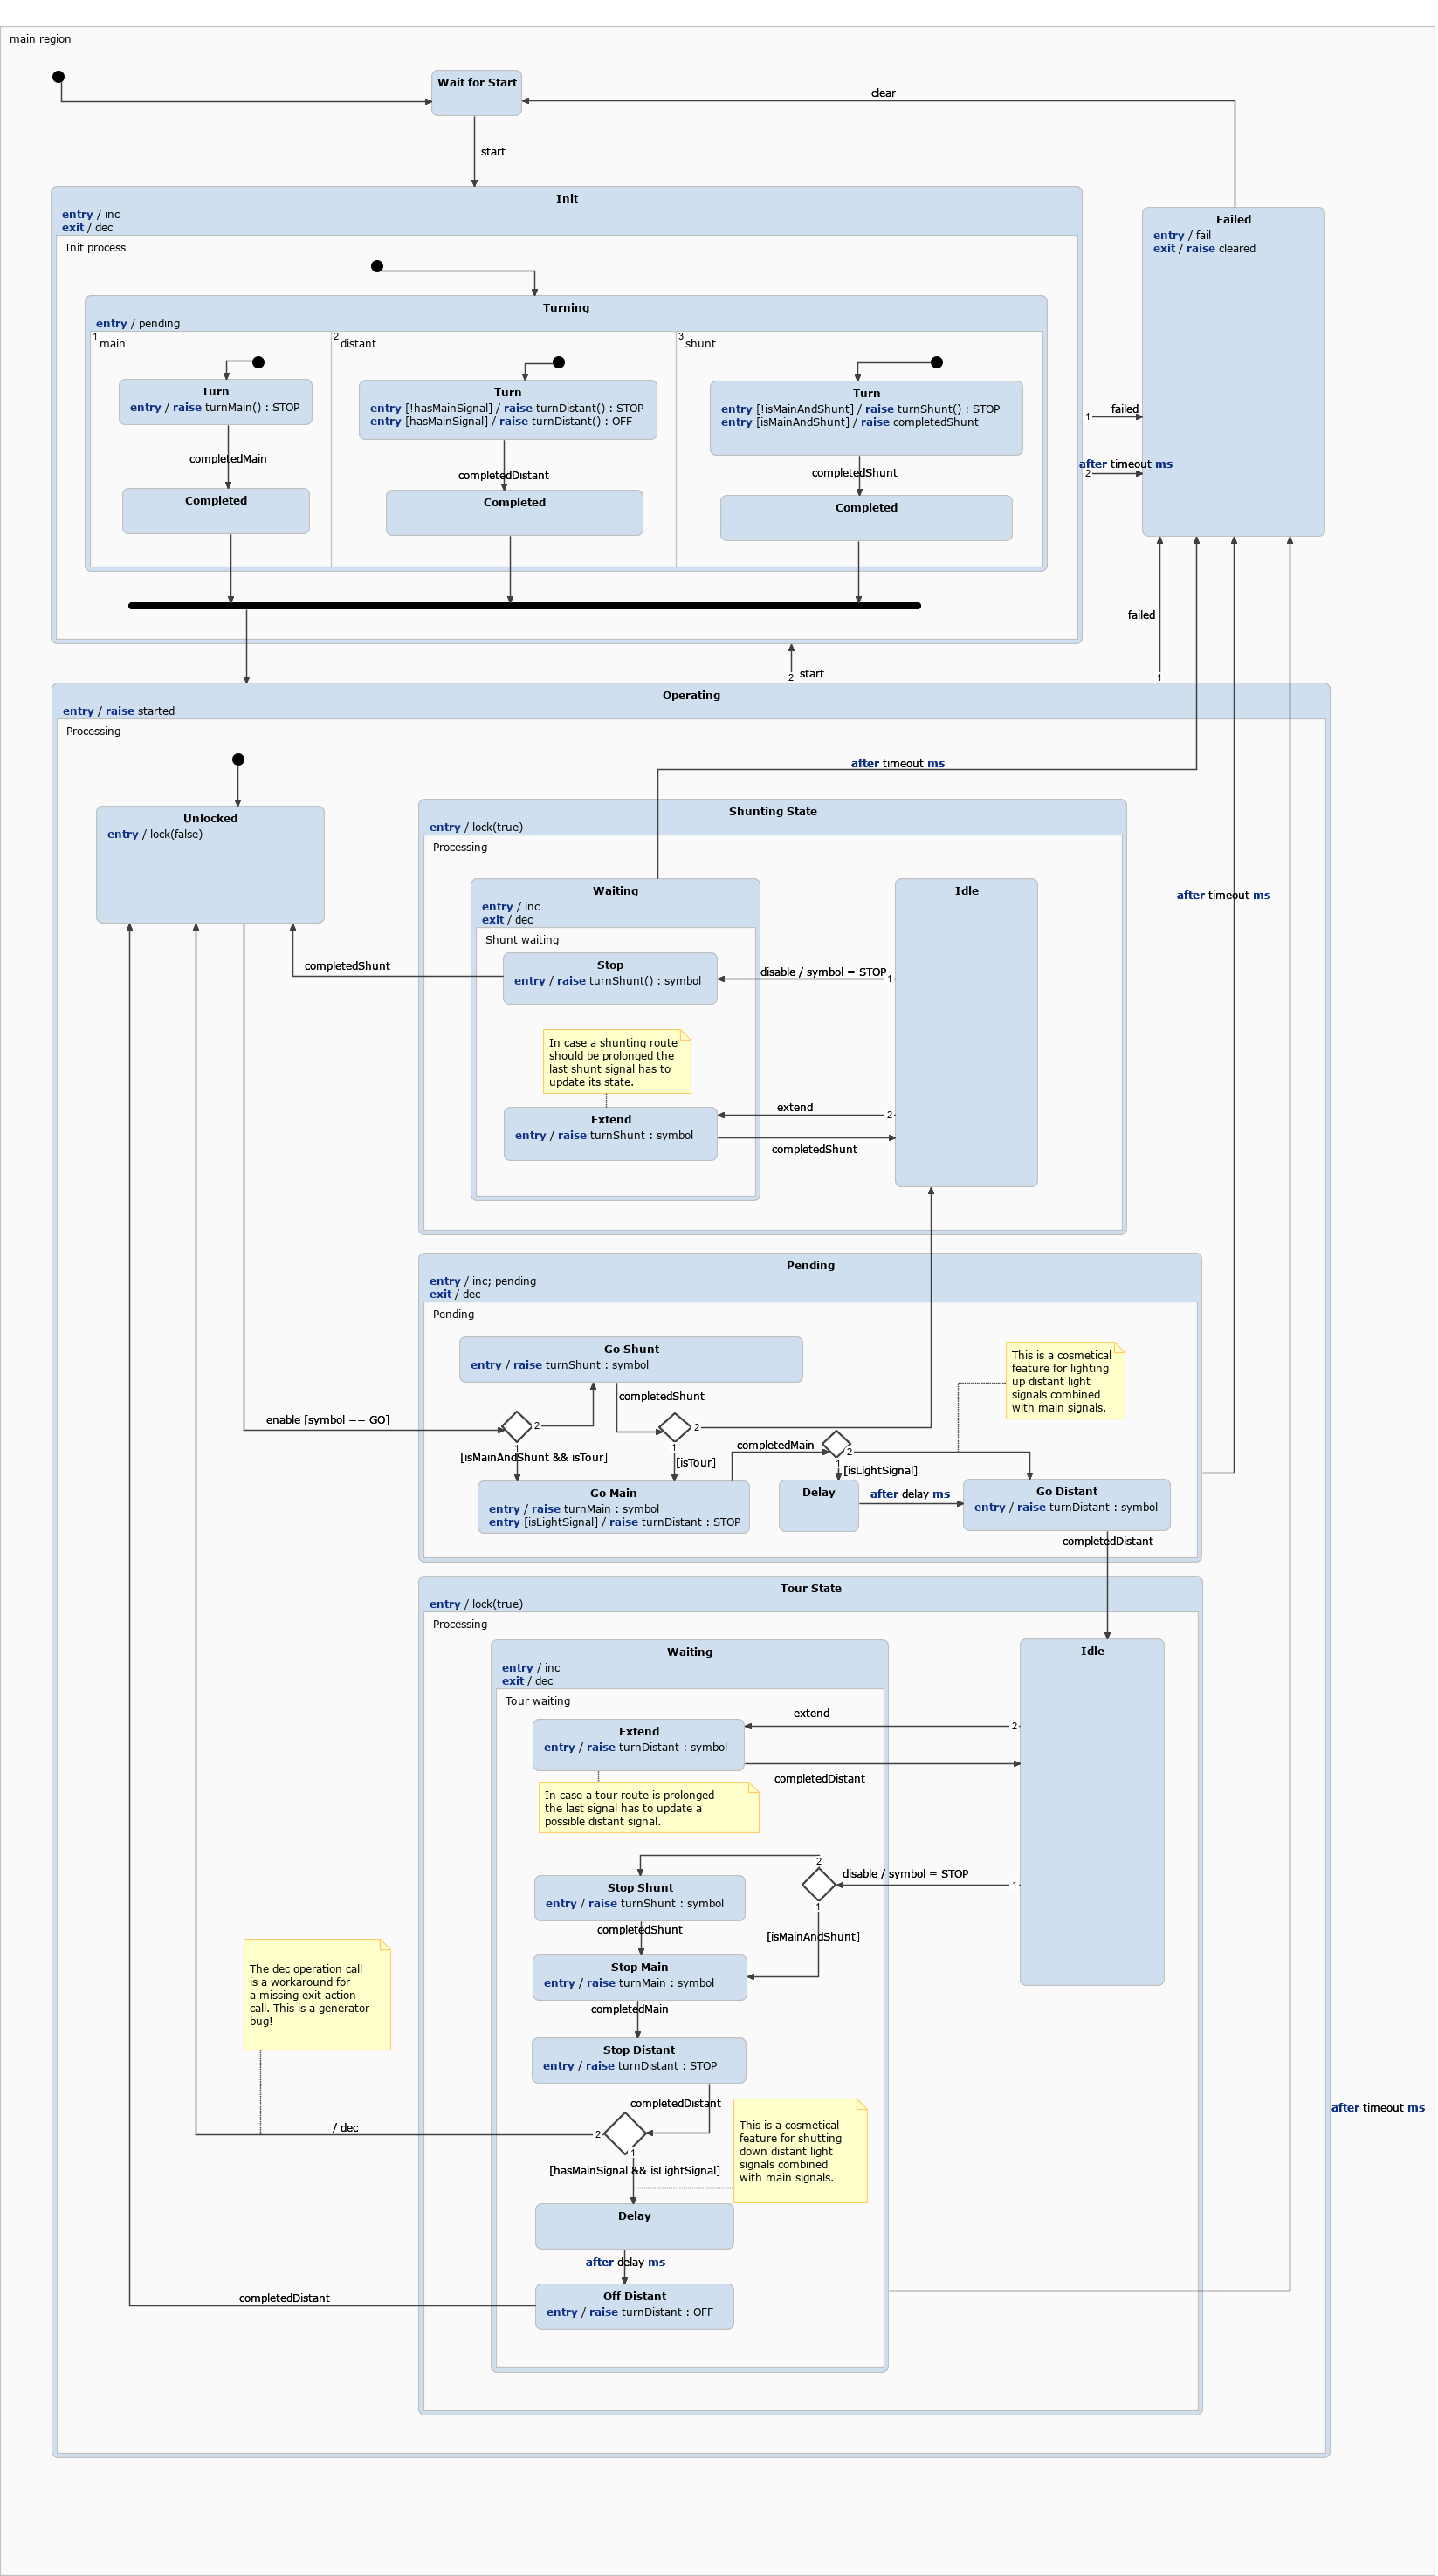 main region
Wait for Start
clear
start
Init
entry / inc
exit / dec
Init process
Failed
entry / fail
exit / raise cleared
Turning
entry / pending
1
main
2
distant
3
shunt
Turn
entry / raise turnMain() : STOP
Turn
entry [!hasMainSignal] / raise turnDistant() : STOP
entry [hasMainSignal] / raise turnDistant() : OFF
Turn
entry [!isMainAndShunt] / raise turnShunt() : STOP
entry [isMainAndShunt] / raise completedShunt
1
failed
completedMain
completedDistant
completedShunt
after timeout ms
2
Completed
Completed
Completed
failed
2
start
1
Operating
entry / raise started
Processing
after timeout ms
Unlocked
entry / lock(false)
Shunting State
entry / lock(true)
Processing
Waiting
entry / inc
exit / dec
Shunt waiting
Idle
after timeout ms
Stop
entry / raise turnShunt() : symbol
completedShunt
disable / symbol = STOP
1
In case a shunting route
should be prolonged the
last shunt signal has to
update its state.
Extend
entry / raise turnShunt : symbol
extend
2
completedShunt
Pending
entry / inc; pending
exit / dec
Pending
Go Shunt
entry / raise turnShunt : symbol
This is a cosmetical
feature for lighting
up distant light
signals combined
with main signals.
completedShunt
enable [symbol == GO]
2
1
[isMainAndShunt && isTour]
2
1
[isTour]
completedMain
2
1
[isLightSignal]
Go Main
entry / raise turnMain : symbol
entry [isLightSignal] / raise turnDistant : STOP
Delay
after delay ms
Go Distant
entry / raise turnDistant : symbol
completedDistant
Tour State
entry / lock(true)
Processing
Waiting
entry / inc
exit / dec
Tour waiting
Idle
Extend
entry / raise turnDistant : symbol
extend
2
completedDistant
In case a tour route is prolonged
the last signal has to update a
possible distant signal.
2
disable / symbol = STOP
1
1
[isMainAndShunt]
Stop Shunt
entry / raise turnShunt : symbol
completedShunt
Stop Main
entry / raise turnMain : symbol
completedMain
The dec operation call
is a workaround for
a missing exit action
call. This is a generator
bug!
Stop Distant
entry / raise turnDistant : STOP
completedDistant
after timeout ms
/ dec
2
1
[hasMainSignal && isLightSignal]
This is a cosmetical
feature for shutting
down distant light
signals combined
with main signals.
Delay
after delay ms
Off Distant
entry / raise turnDistant : OFF
completedDistant